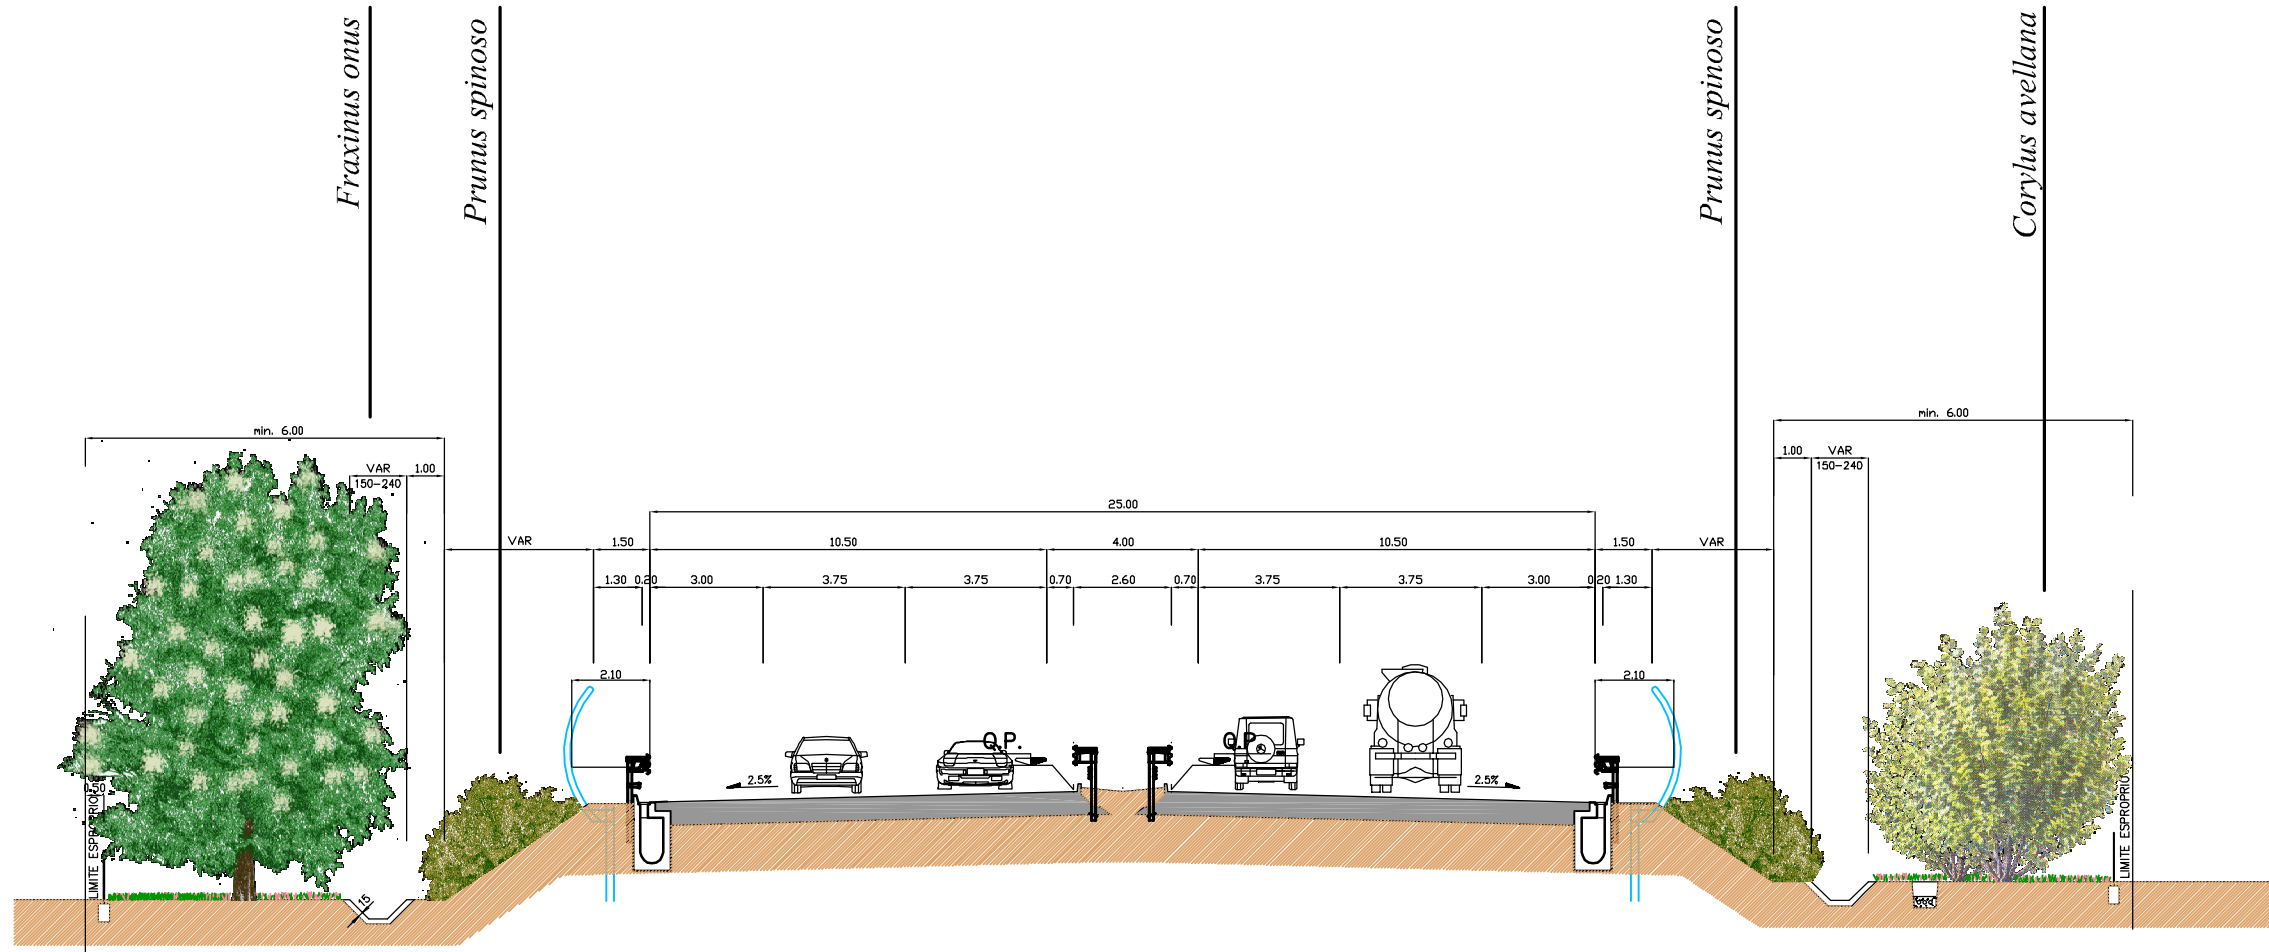 Fraxinus onus
Prunus spinoso
Prunus spinoso
Corylus avellana
min. 6.00
min. 6.00
VAR
1.00
150-240
1.00
VAR
150-240
25.00
VAR
1.50
10.50
4.00
10.50
1.50
VAR
1.30
0.20
3.00
3.75
3.75
0.70
2.60
0.70
3.75
3.75
3.00
0.20
1.30
2.10
2.10
Q.P.
Q.P.
2.5%
2.5%
0.50
LIMITE ESPROPRIO
LIMITE ESPROPRIO
15